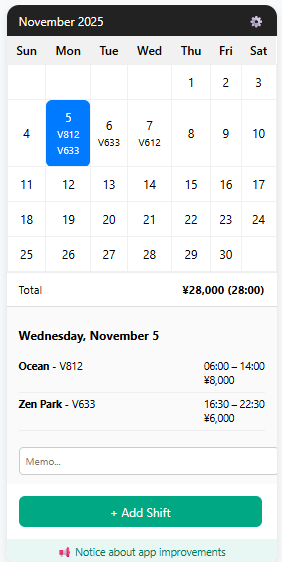 November 2025
Sun Mon Tue Wed Thu Fri Sat
1 2 3
4 5 6 7 8 9 10
V812 V633 V612
V633
11 12 13 14 15 16 17
18 19 20 21 22 23 24
25 26 27 28 29 30
Total ¥28,000 (28:00)
Wednesday, November 5
Ocean - V812 06:00 – 14:00
¥8,000
Zen Park - V633 16:30 – 22:30
¥6,000
Memo...
+ Add Shift
Notice about app improvements